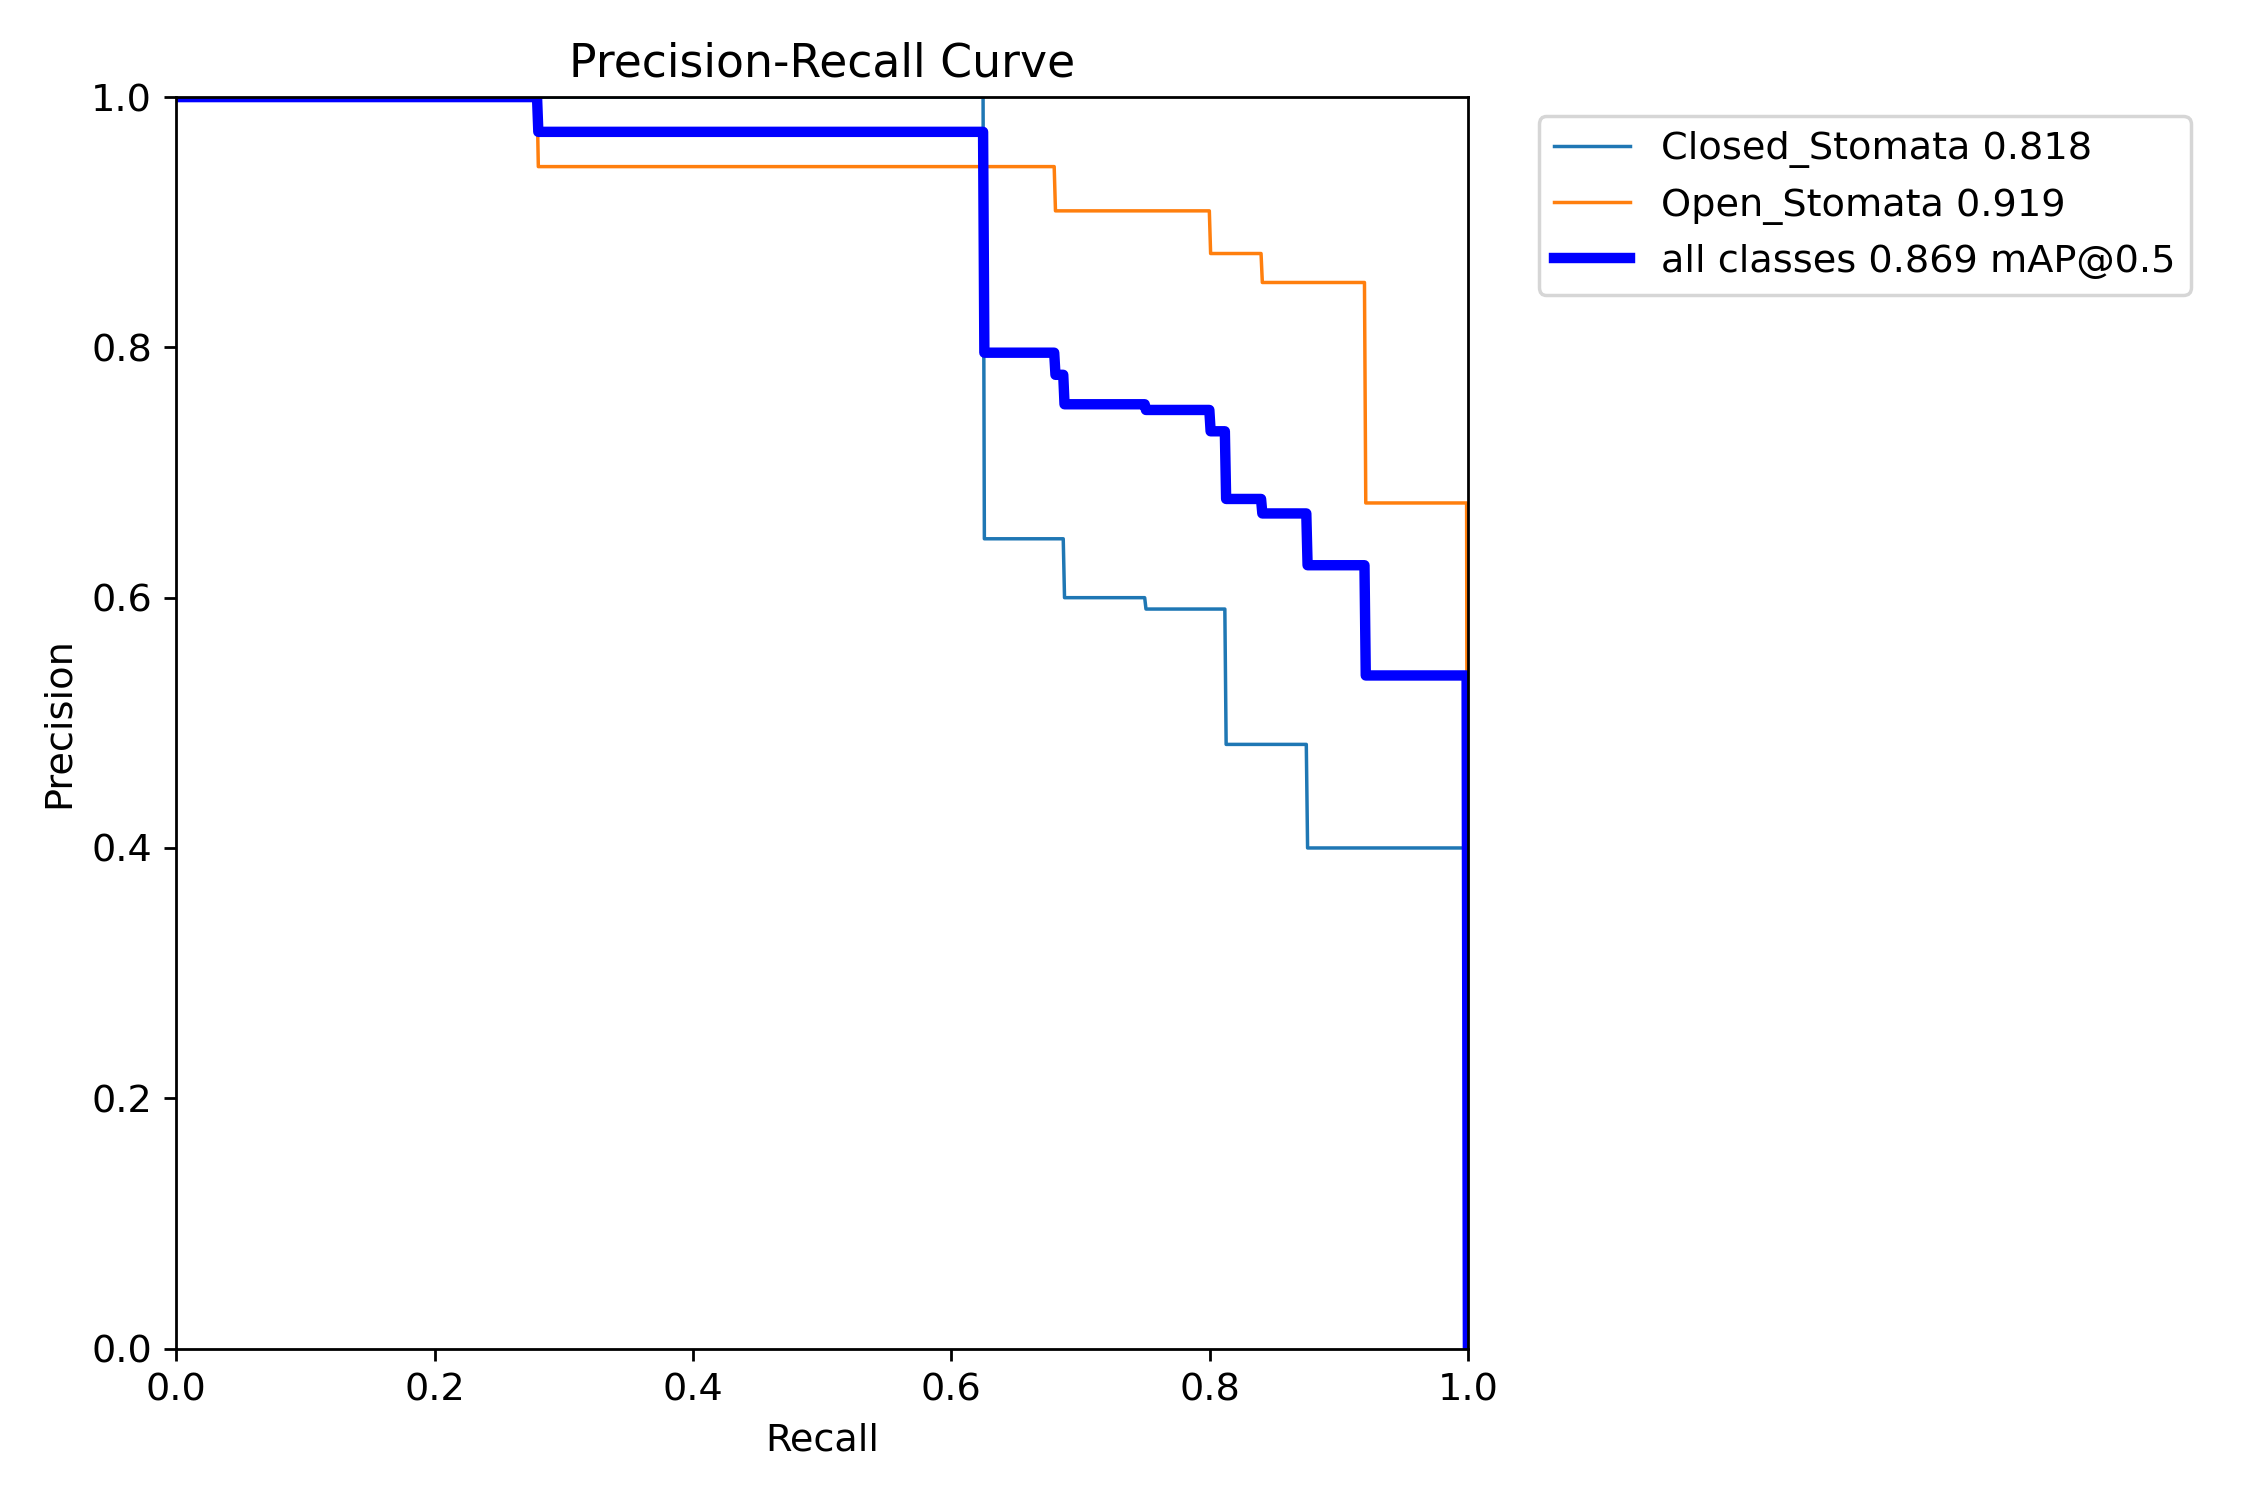 Precision-Recall Curve
1.0
0.8
0.6
0.4
0.2
0.0
Precision
0.0 0.2 0.4 0.6 0.8 1.0
Recall
Closed_Stomata 0.818
Open_Stomata 0.919
all classes 0.869 mAP@0.5